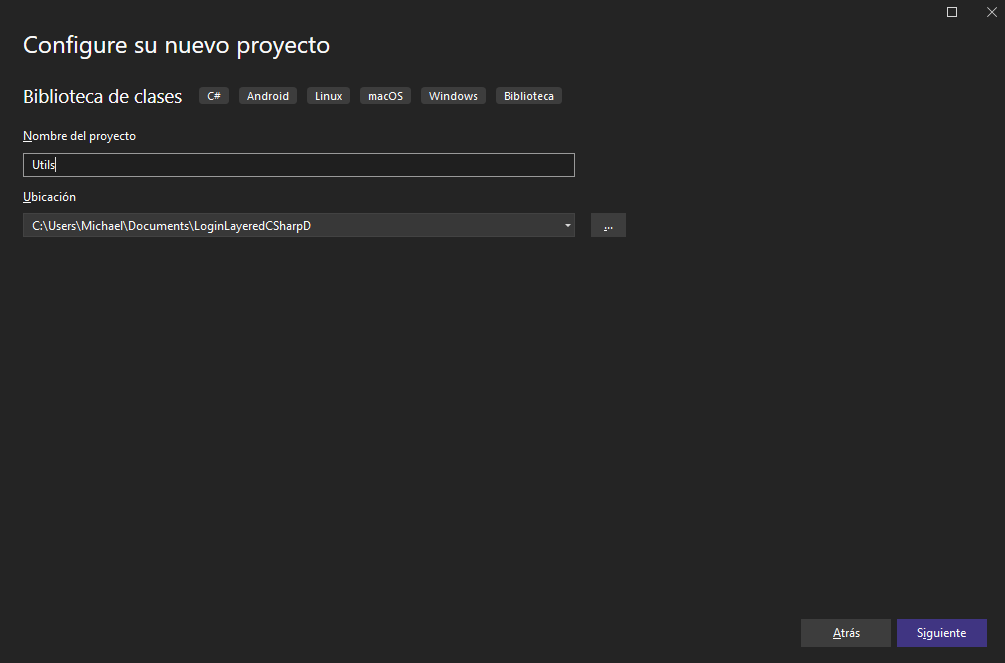 Configure su nuevo proyecto
Biblioteca de clases C# Android Linux macOS Windows Biblioteca
Nombre del proyecto
Utils
Ubicación
C:\Users\Michael\Documents\LoginLayeredCSharpD ...
Atrás Siguiente